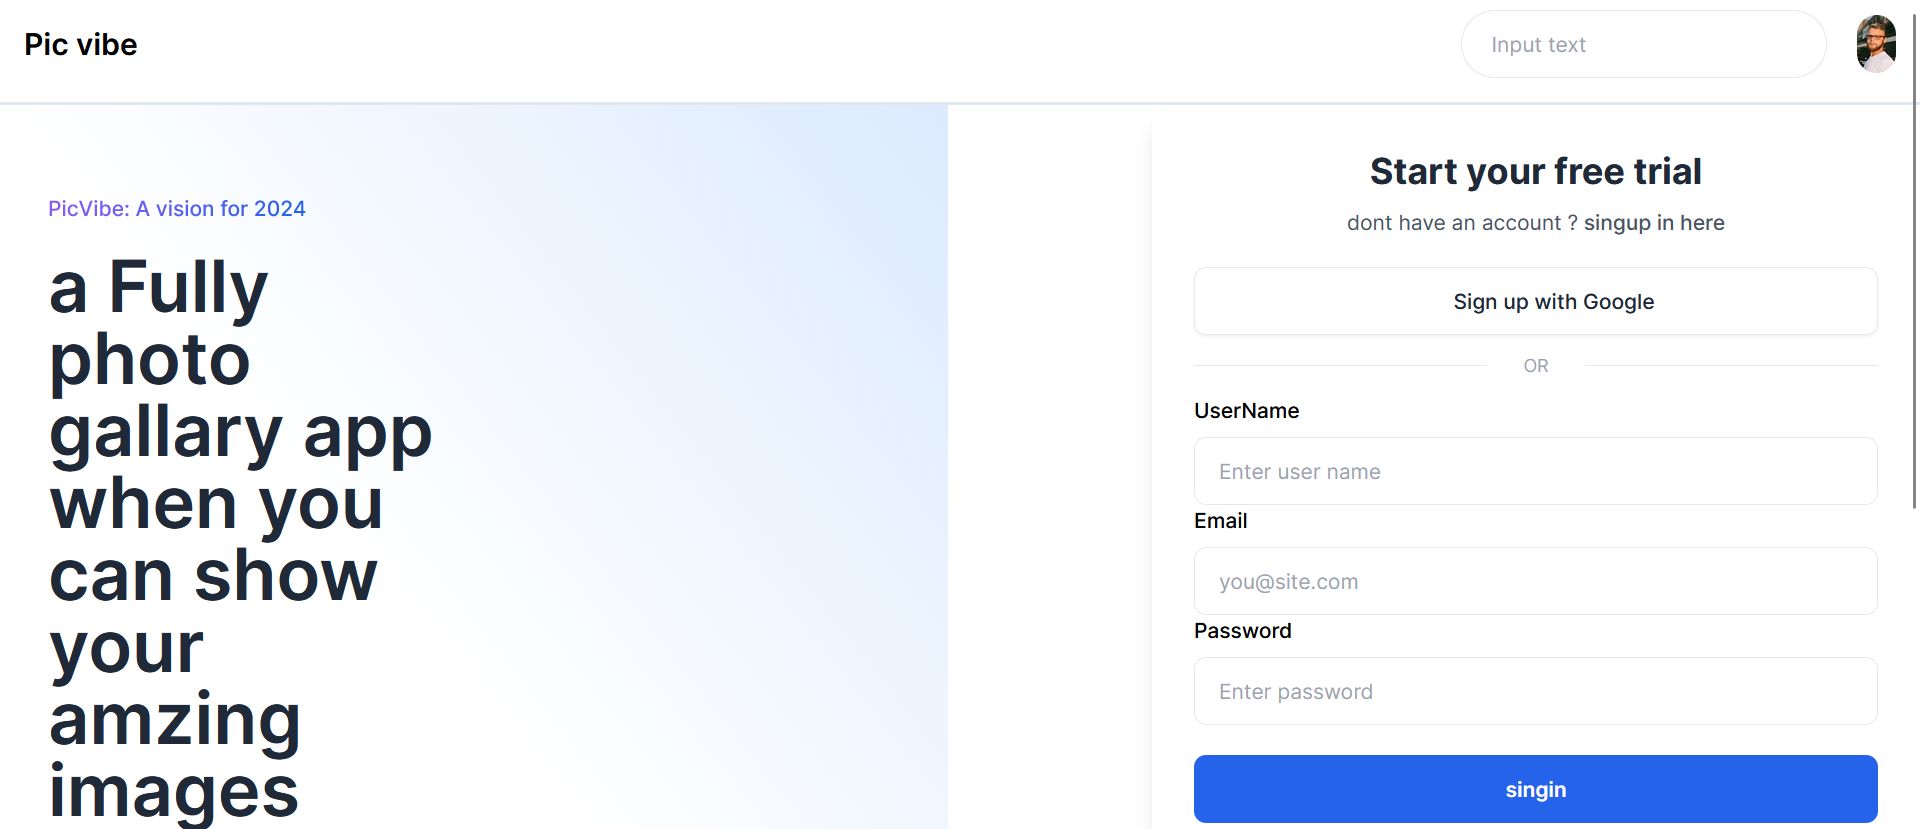 Pic vibe
Input text
PicVibe: A vision for 2024
a Fully
photo
gallary app
when you
can show
your
amzing
images
Start your free trial
dont have an account ? singup in here
Sign up with Google
OR
UserName
Enter user name
Email
you@site.com
Password
Enter password
singin